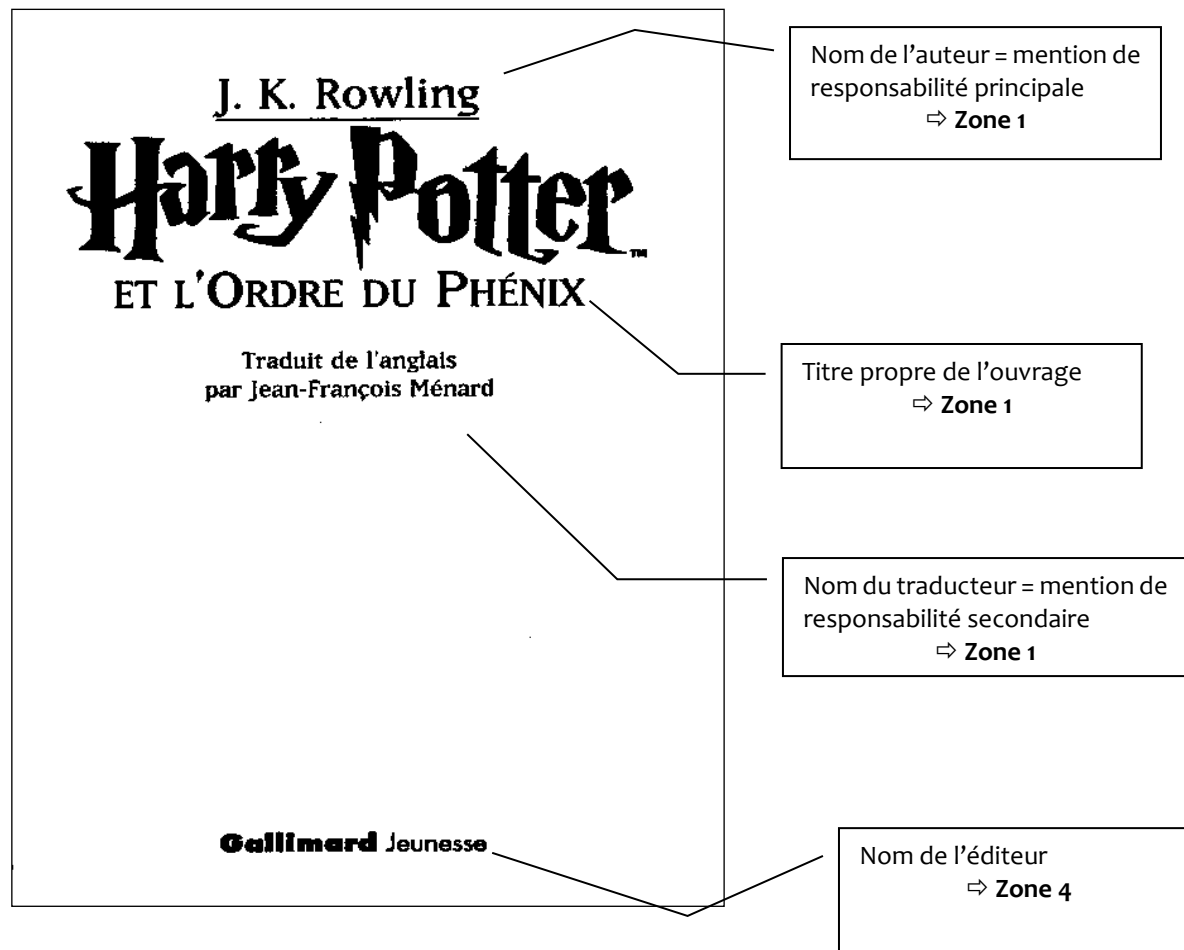 J. K. Rowling
Harry Potter™
ET L'ORDRE DU PHÉNIX
Traduit de l'anglais
par Jean-François Ménard
Gallimard Jeunesse
Nom de l’auteur = mention de
responsabilité principale
⇨ Zone 1
Titre propre de l’ouvrage
⇨ Zone 1
Nom du traducteur = mention de
responsabilité secondaire
⇨ Zone 1
Nom de l’éditeur
⇨ Zone 4